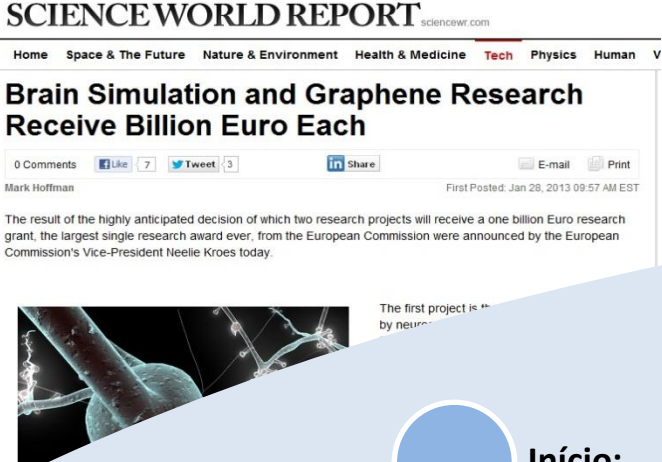 SCIENCE WORLD REPORT sciencewr.com
Home Space & The Future Nature & Environment Health & Medicine Tech Physics Human V
Brain Simulation and Graphene Research
Receive Billion Euro Each
0 Comments Like 7 Tweet 3 in Share E-mail Print
Mark Hoffman First Posted: Jan 28, 2013 09:57 AM EST
The result of the highly anticipated decision of which two research projects will receive a one billion Euro research
grant, the largest single research award ever, from the European Commission were announced by the European
Commission's Vice-President Neelie Kroes today.
The first project is
by
Início: